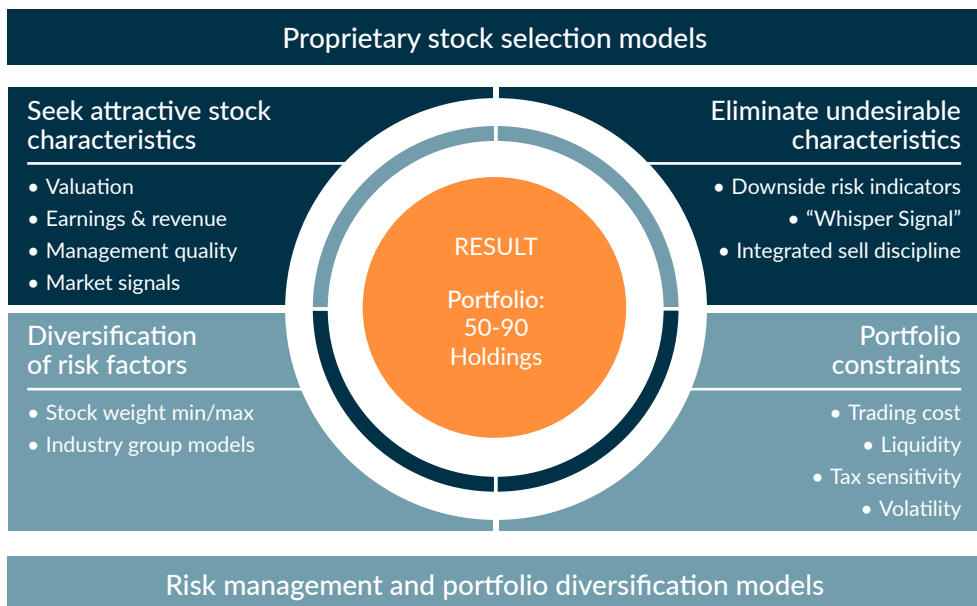 Proprietary stock selection models
Seek attractive stock
characteristics
• Valuation
• Earnings & revenue
• Management quality
• Market signals
Eliminate undesirable
characteristics
• Downside risk indicators
• “Whisper Signal”
• Integrated sell discipline
RESULT
Portfolio:
50-90
Holdings
Diversification
of risk factors
• Stock weight min/max
• Industry group models
Portfolio
constraints
• Trading cost
• Liquidity
• Tax sensitivity
• Volatility
Risk management and portfolio diversification models